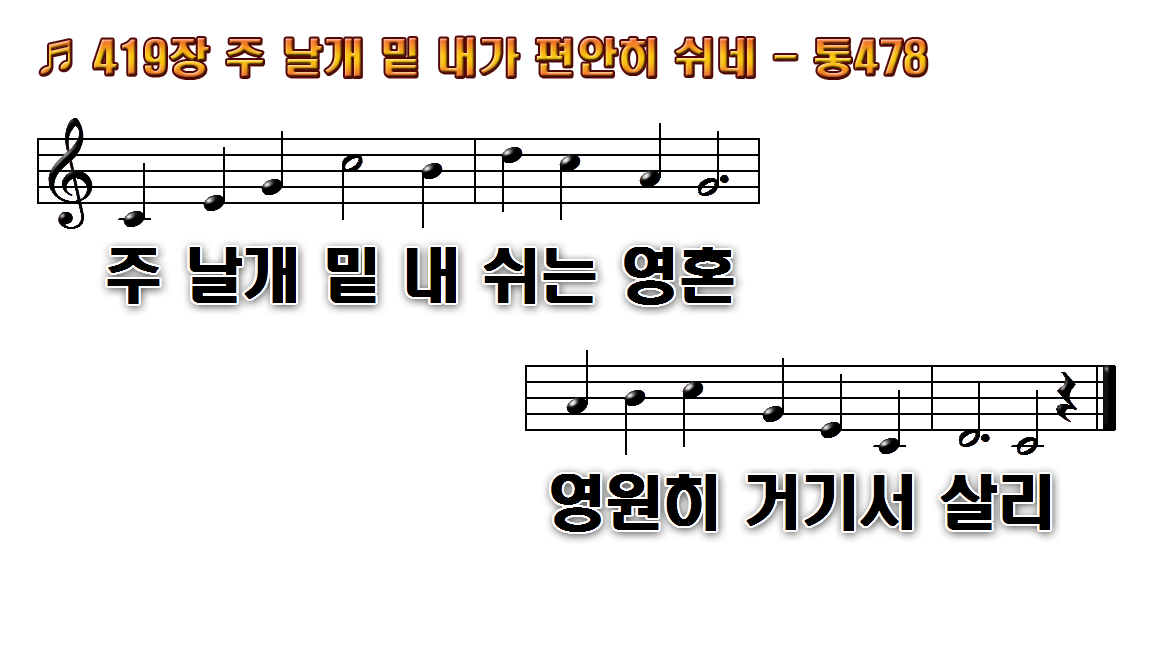 ♬ 419장 주 날개 밑 내가 편안히 쉬네 - 통478
주 날개 밑 내 쉬는 영혼
영원히 거기서 살리